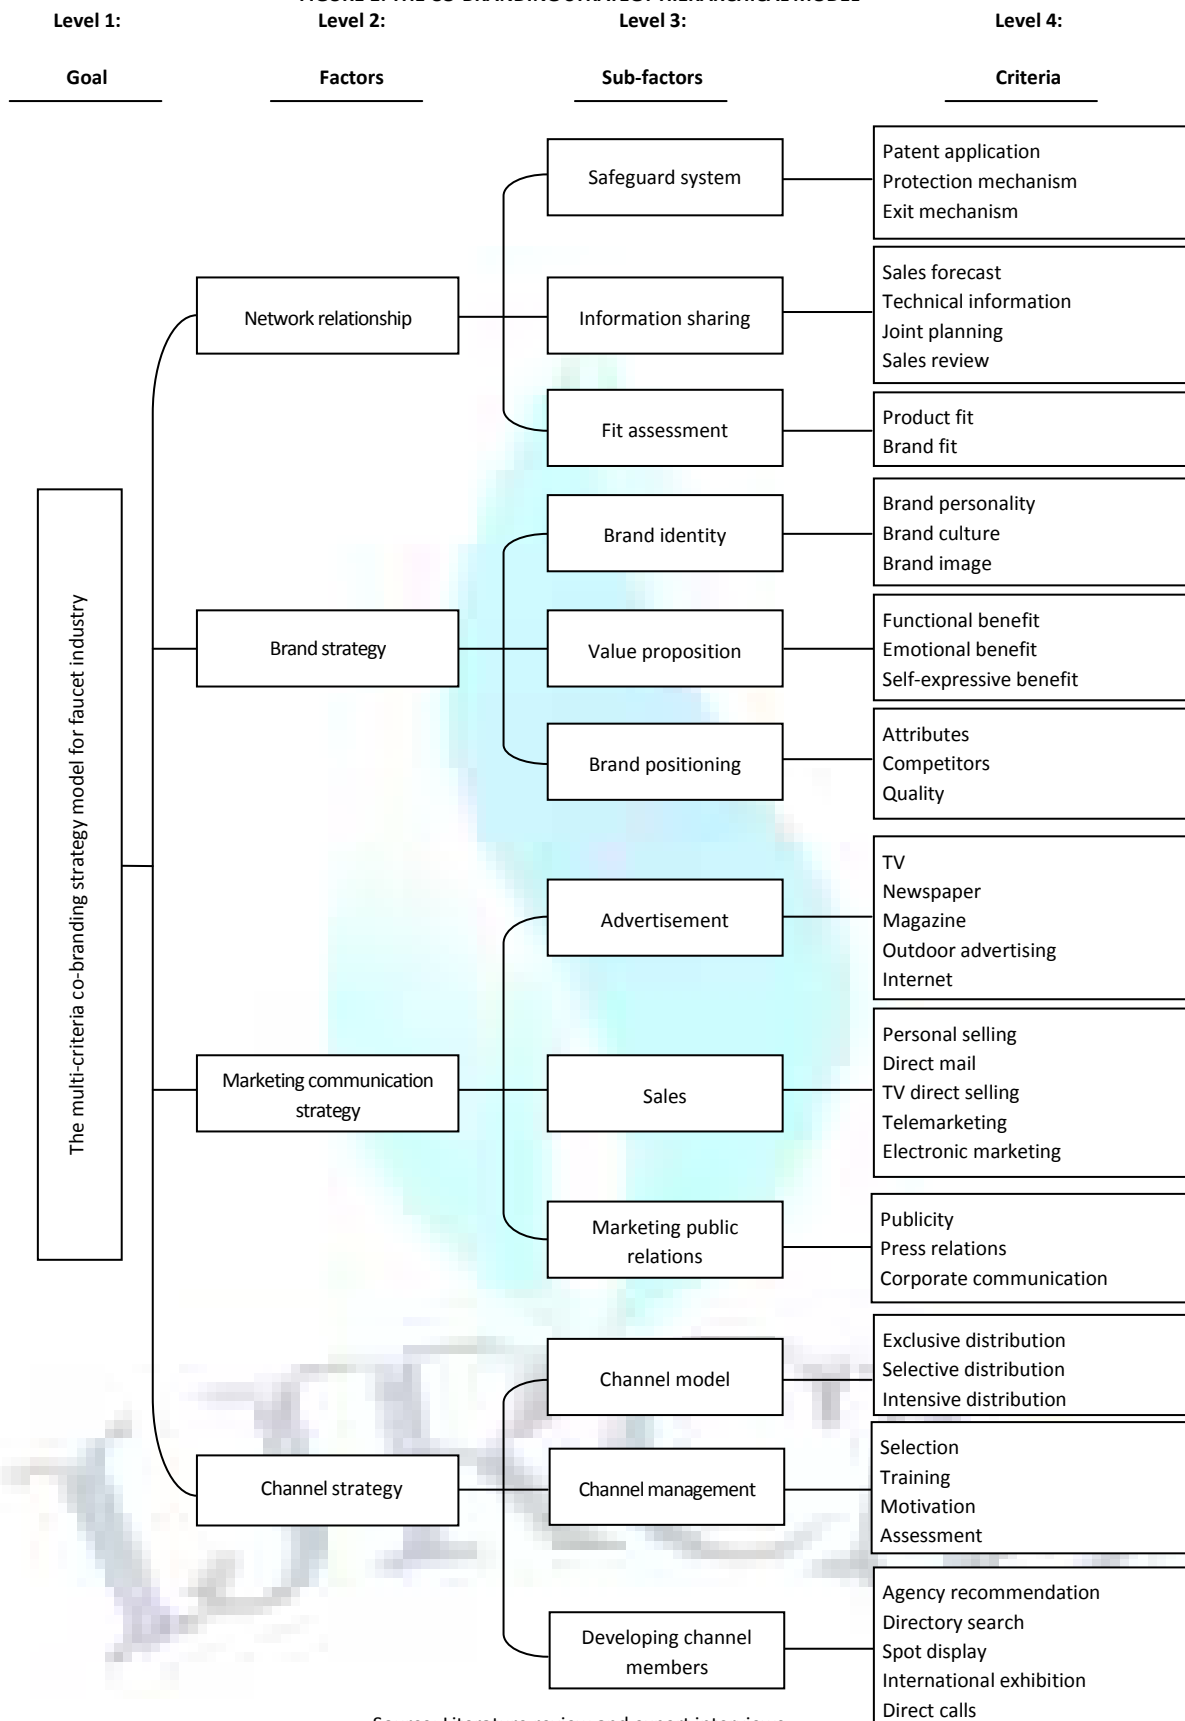 Level 1:
Level 2:
Level 3:
Level 4:
Goal
Factors
Sub-factors
Criteria
The multi-criteria co-branding strategy model for faucet industry
Network relationship
Safeguard system
Patent application
Protection mechanism
Exit mechanism
Information sharing
Sales forecast
Technical information
Joint planning
Sales review
Fit assessment
Product fit
Brand fit
Brand strategy
Brand identity
Brand personality
Brand culture
Brand image
Value proposition
Functional benefit
Emotional benefit
Self-expressive benefit
Brand positioning
Attributes
Competitors
Quality
Marketing communication
strategy
Advertisement
TV
Newspaper
Magazine
Outdoor advertising
Internet
Sales
Personal selling
Direct mail
TV direct selling
Telemarketing
Electronic marketing
Marketing public
relations
Publicity
Press relations
Corporate communication
Channel strategy
Channel model
Exclusive distribution
Selective distribution
Intensive distribution
Channel management
Selection
Training
Motivation
Assessment
Developing channel
members
Agency recommendation
Directory search
Spot display
International exhibition
Direct calls